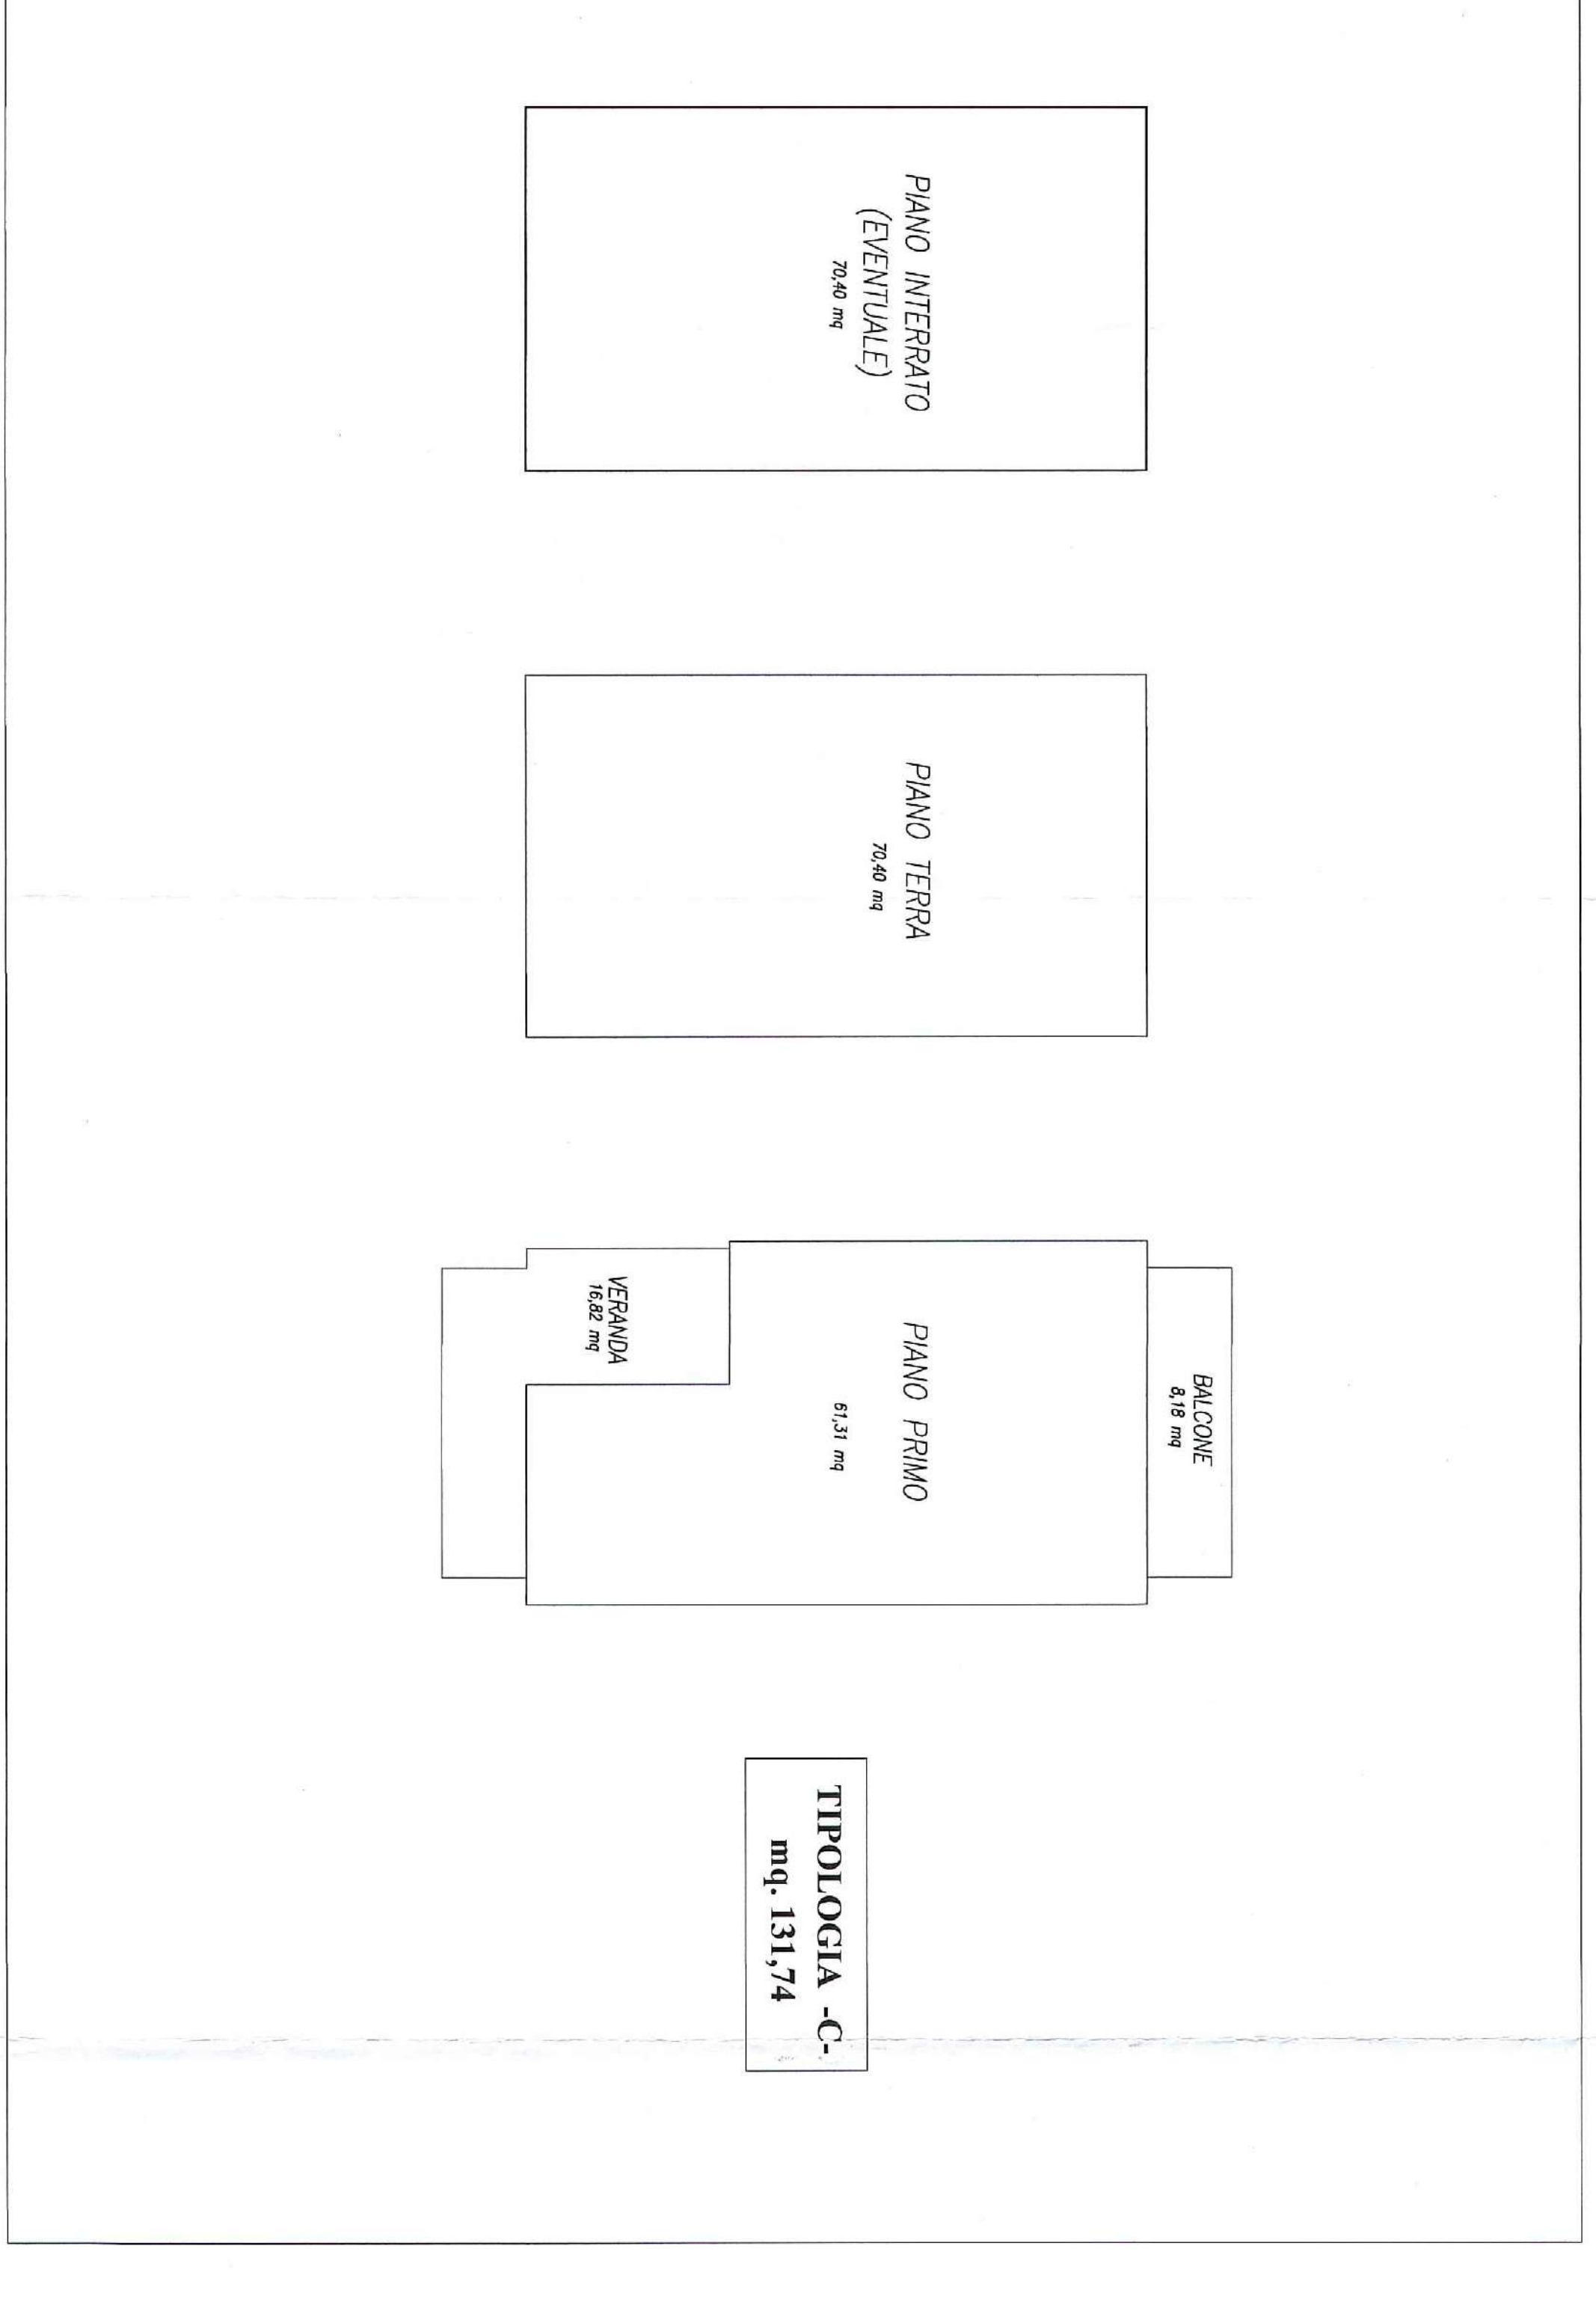 PIANO INTERRATO
(EVENTUALE)
70,40 mq
PIANO TERRA
70,40 mq
BALCONE
8,18 mq
PIANO PRIMO
61,31 mq
VERANDA
16,82 mq
TIPOLOGIA -C-
mq. 131,74